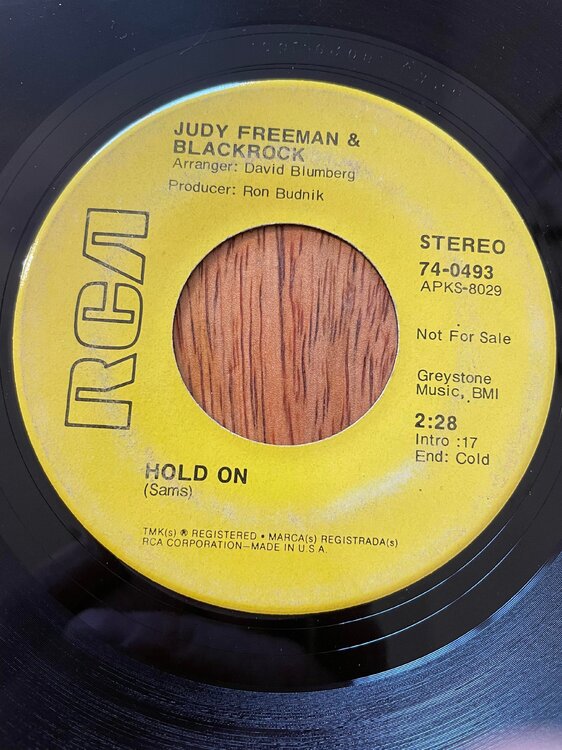 JUDY FREEMAN &
BLACKROCK
Arranger: David Blumberg
Producer: Ron Budnik
RCA
STEREO
74-0493
APKS-8029
Not For Sale
Greystone
Music, BMI
2:28
Intro :17
End: Cold
HOLD ON
(Sams)
TMK(s) ® REGISTERED • MARCA(s) REGISTRADA(s)
RCA CORPORATION—MADE IN U.S.A.